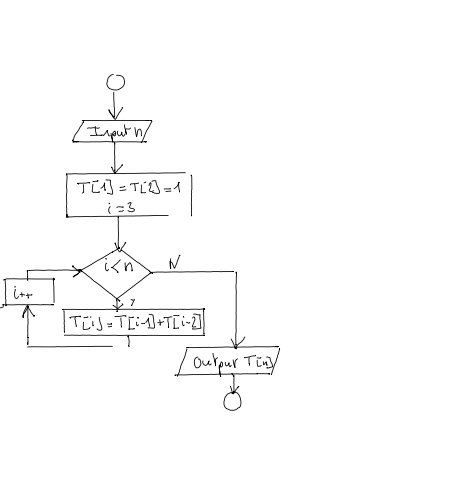 Input n
T[1]=T[2]=1
i=3
i<n
N
i++
y
T[i]=T[i-1]+T[i-2]
Output T[n]